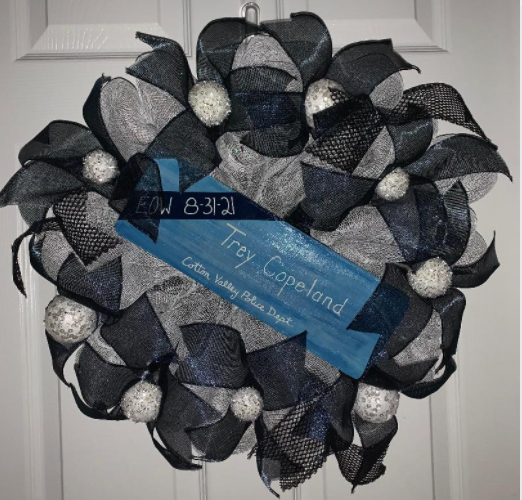 EOW 8-31-21
Trey Copeland
Cotton Valley Police Dept.